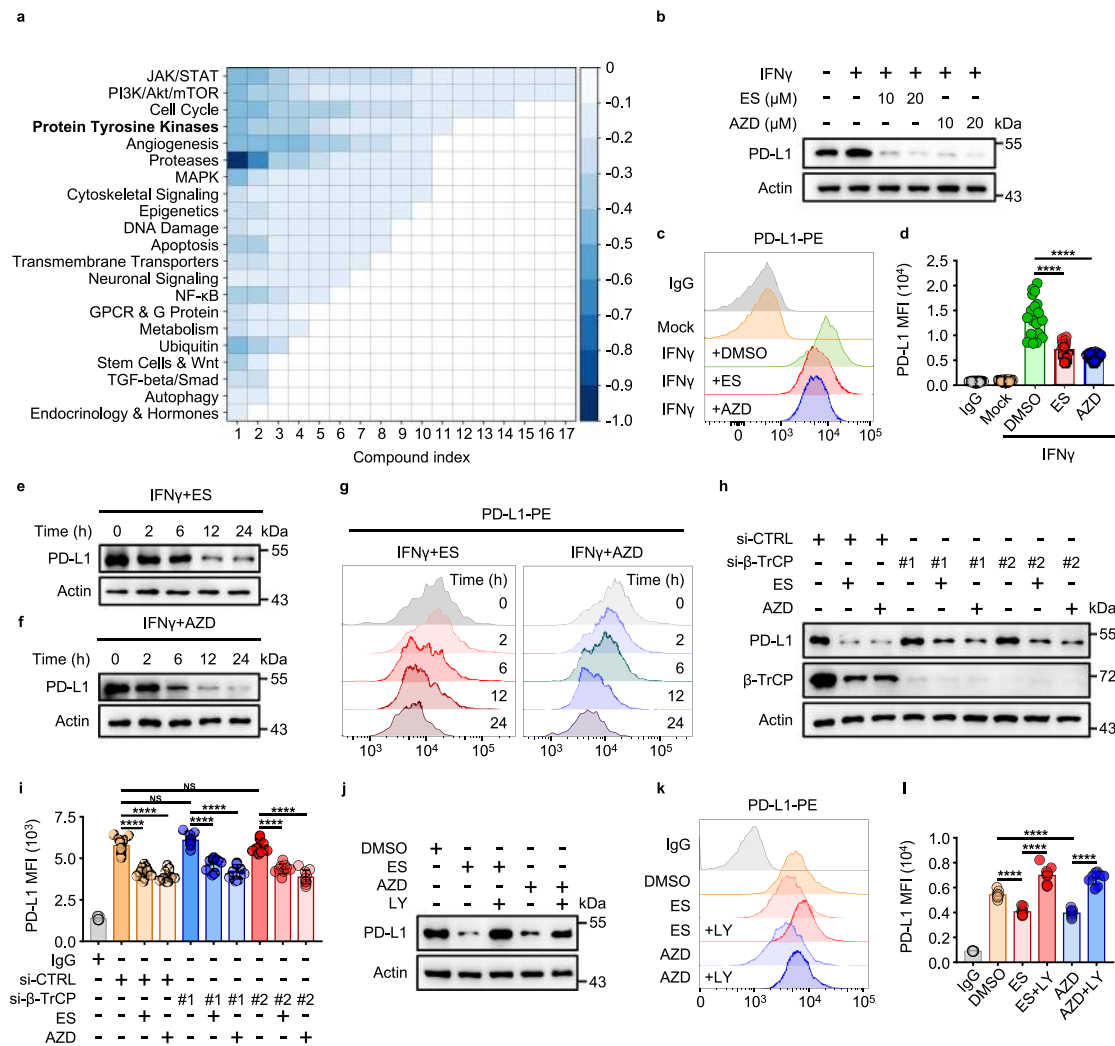 a
JAK/STAT
PI3K/Akt/mTOR
Cell Cycle
Protein Tyrosine Kinases
Angiogenesis
Proteases
MAPK
Cytoskeletal Signaling
Epigenetics
DNA Damage
Apoptosis
Transmembrane Transporters
Neuronal Signaling
NF-κB
GPCR & G Protein
Metabolism
Ubiquitin
Stem Cells & Wnt
TGF-beta/Smad
Autophagy
Endocrinology & Hormones
1 2 3 4 5 6 7 8 9 10 11 12 13 14 15 16 17
Compound index
0
-0.1
-0.2
-0.3
-0.4
-0.5
-0.6
-0.7
-0.8
-0.9
-1.0
b
IFNγ - + + + + +
ES (μM) - - 10 20 - -
AZD (μM) - - - - 10 20 kDa
PD-L1 55
Actin 43
c
PD-L1-PE
IgG
Mock
IFNγ +DMSO
IFNγ +ES
IFNγ +AZD
0 10³ 10⁴ 10⁵
d
PD-L1 MFI (10⁴)
2.5
2.0
1.5
1.0
0.5
0.0
****
****
IgG Mock DMSO ES AZD
IFNγ
e
IFNγ+ES
Time (h) 0 2 6 12 24 kDa
PD-L1 55
Actin 43
f
IFNγ+AZD
Time (h) 0 2 6 12 24 kDa
PD-L1 55
Actin 43
g
PD-L1-PE
IFNγ+ES IFNγ+AZD
Time (h) Time (h)
0 0
2 2
6 6
12 12
24 24
10³ 10⁴ 10⁵ 10³ 10⁴ 10⁵
h
si-CTRL + + + - - - - - -
si-β-TrCP - - - #1 #1 #1 #2 #2 #2
ES - + - - + - - + -
AZD - - + - - + - - + kDa
PD-L1 55
β-TrCP 72
Actin 43
i
PD-L1 MFI (10³)
7.5
5.0
2.5
0.0
NS
NS
**** **** ****
**** **** ****
IgG + - - - - - - - - -
si-CTRL - + + + - - - - - -
si-β-TrCP - - - - #1 #1 #1 #2 #2 #2
ES - - + - - + - - + -
AZD - - - + - - + - - +
j
DMSO + - - - -
ES - + + - -
AZD - - - + +
LY - - + - + kDa
PD-L1 55
Actin 43
k
PD-L1-PE
IgG
DMSO
ES
ES +LY
AZD
AZD +LY
0 10³ 10⁴ 10⁵
l
PD-L1 MFI (10⁴)
1.0
0.8
0.6
0.4
0.2
0.0
****
**** **** ****
IgG DMSO ES ES+LY AZD AZD+LY